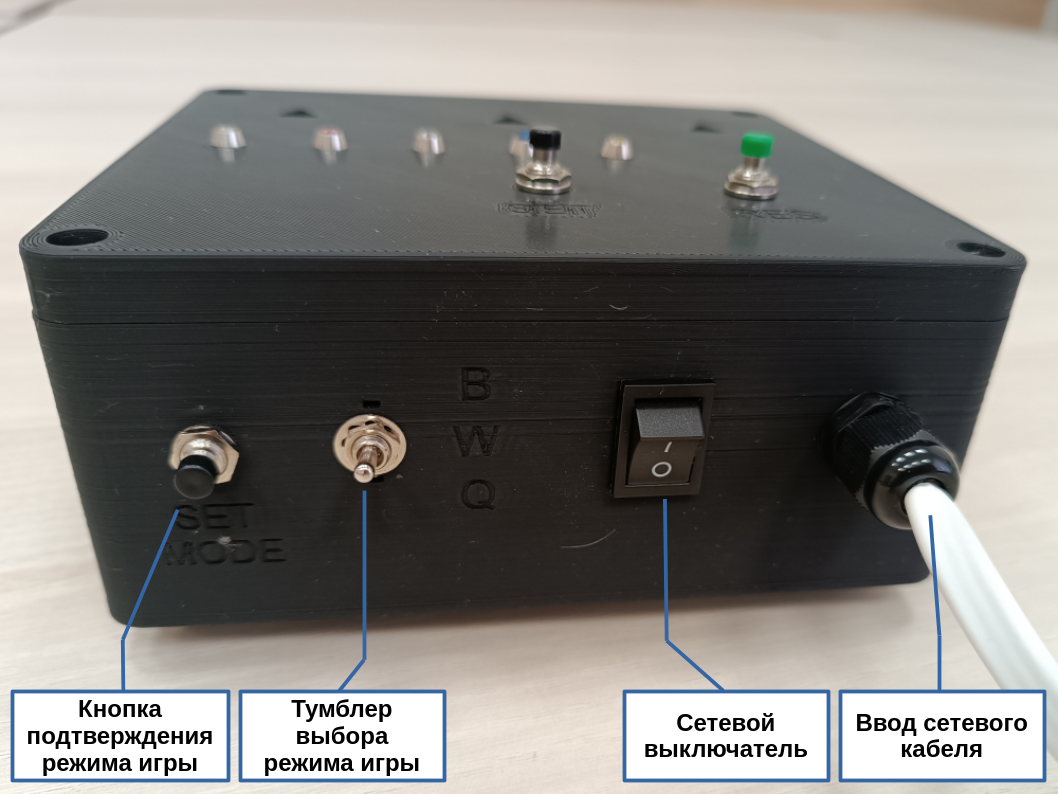 B
W
Q
SET
MODE
I
O
Кнопка
подтверждения
режима игры
Тумблер
выбора
режима игры
Сетевой
выключатель
Ввод сетевого
кабеля